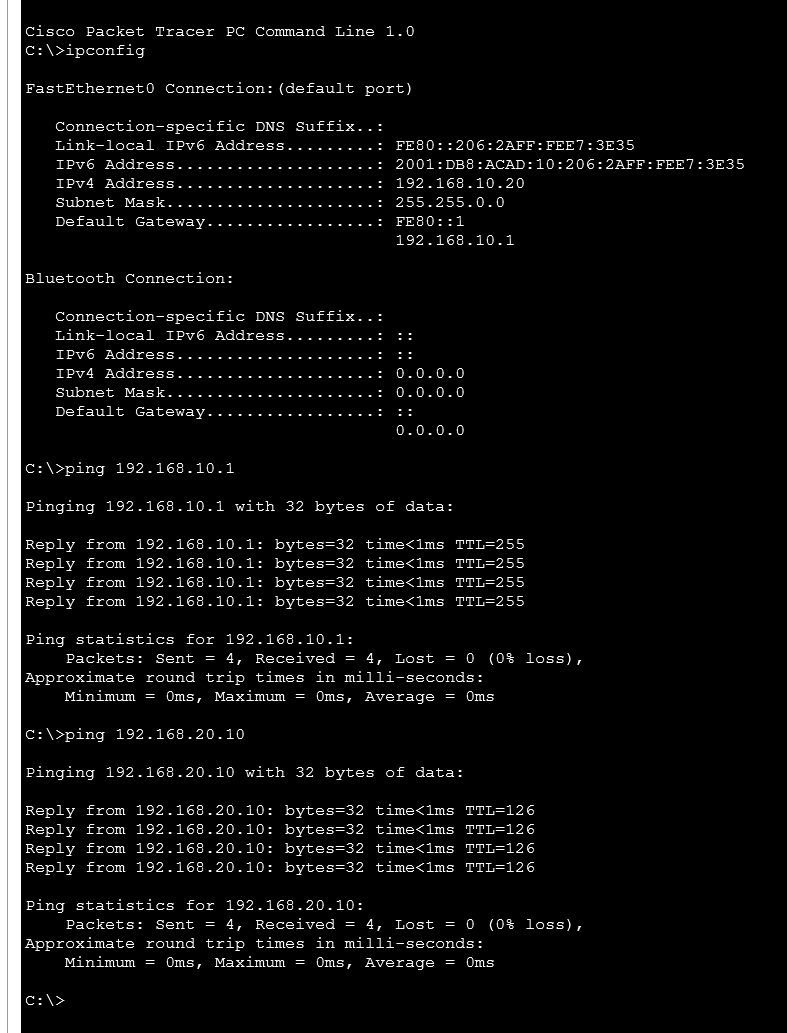 Cisco Packet Tracer PC Command Line 1.0
C:\>ipconfig
FastEthernet0 Connection:(default port)
Connection-specific DNS Suffix..:
Link-local IPv6 Address.........: FE80::206:2AFF:FEE7:3E35
IPv6 Address....................: 2001:DB8:ACAD:10:206:2AFF:FEE7:3E35
IPv4 Address....................: 192.168.10.20
Subnet Mask.....................: 255.255.0.0
Default Gateway.................: FE80::1
192.168.10.1
Bluetooth Connection:
Connection-specific DNS Suffix..:
Link-local IPv6 Address.........: ::
IPv6 Address....................: ::
IPv4 Address....................: 0.0.0.0
Subnet Mask.....................: 0.0.0.0
Default Gateway.................: ::
0.0.0.0
C:\>ping 192.168.10.1
Pinging 192.168.10.1 with 32 bytes of data:
Reply from 192.168.10.1: bytes=32 time<1ms TTL=255
Reply from 192.168.10.1: bytes=32 time<1ms TTL=255
Reply from 192.168.10.1: bytes=32 time<1ms TTL=255
Reply from 192.168.10.1: bytes=32 time<1ms TTL=255
Ping statistics for 192.168.10.1:
Packets: Sent = 4, Received = 4, Lost = 0 (0% loss),
Approximate round trip times in milli-seconds:
Minimum = 0ms, Maximum = 0ms, Average = 0ms
C:\>ping 192.168.20.10
Pinging 192.168.20.10 with 32 bytes of data:
Reply from 192.168.20.10: bytes=32 time<1ms TTL=126
Reply from 192.168.20.10: bytes=32 time<1ms TTL=126
Reply from 192.168.20.10: bytes=32 time<1ms TTL=126
Reply from 192.168.20.10: bytes=32 time<1ms TTL=126
Ping statistics for 192.168.20.10:
Packets: Sent = 4, Received = 4, Lost = 0 (0% loss),
Approximate round trip times in milli-seconds:
Minimum = 0ms, Maximum = 0ms, Average = 0ms
C:\>